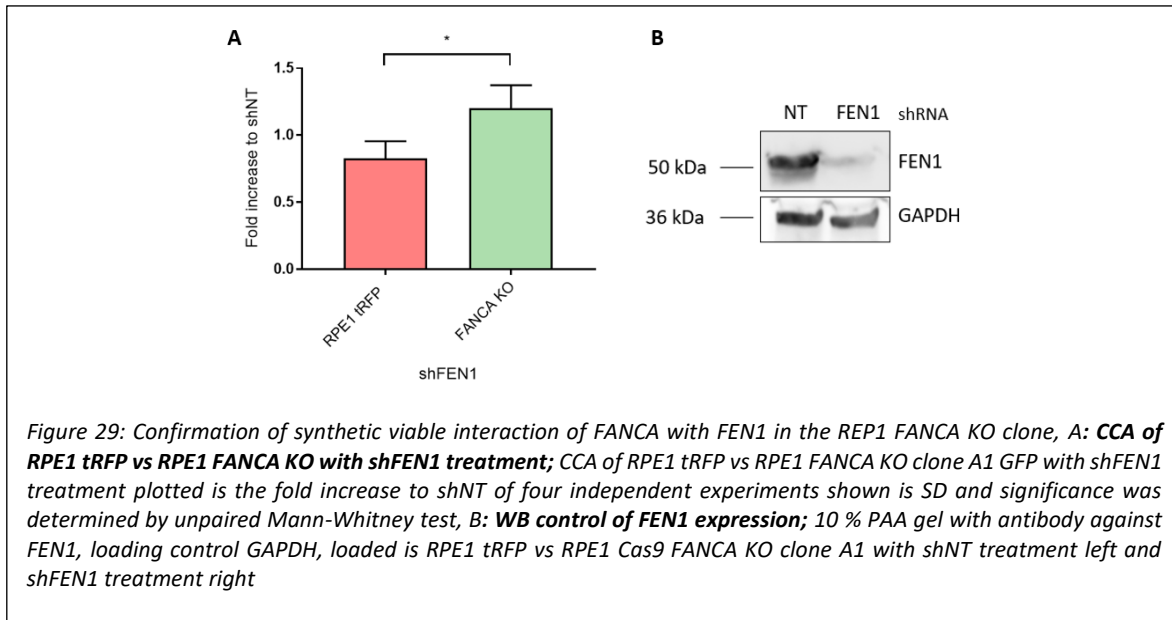 A
B
*
1.5
1.0
0.5
0.0
Fold increase to shNT
RPE1 tRFP
FANCA KO
shFEN1
NT FEN1 shRNA
50 kDa
FEN1
36 kDa
GAPDH
Figure 29: Confirmation of synthetic viable interaction of FANCA with FEN1 in the REP1 FANCA KO clone, A: CCA of
RPE1 tRFP vs RPE1 FANCA KO with shFEN1 treatment; CCA of RPE1 tRFP vs RPE1 FANCA KO clone A1 GFP with shFEN1
treatment plotted is the fold increase to shNT of four independent experiments shown is SD and significance was
determined by unpaired Mann-Whitney test, B: WB control of FEN1 expression; 10 % PAA gel with antibody against
FEN1, loading control GAPDH, loaded is RPE1 tRFP vs RPE1 Cas9 FANCA KO clone A1 with shNT treatment left and
shFEN1 treatment right